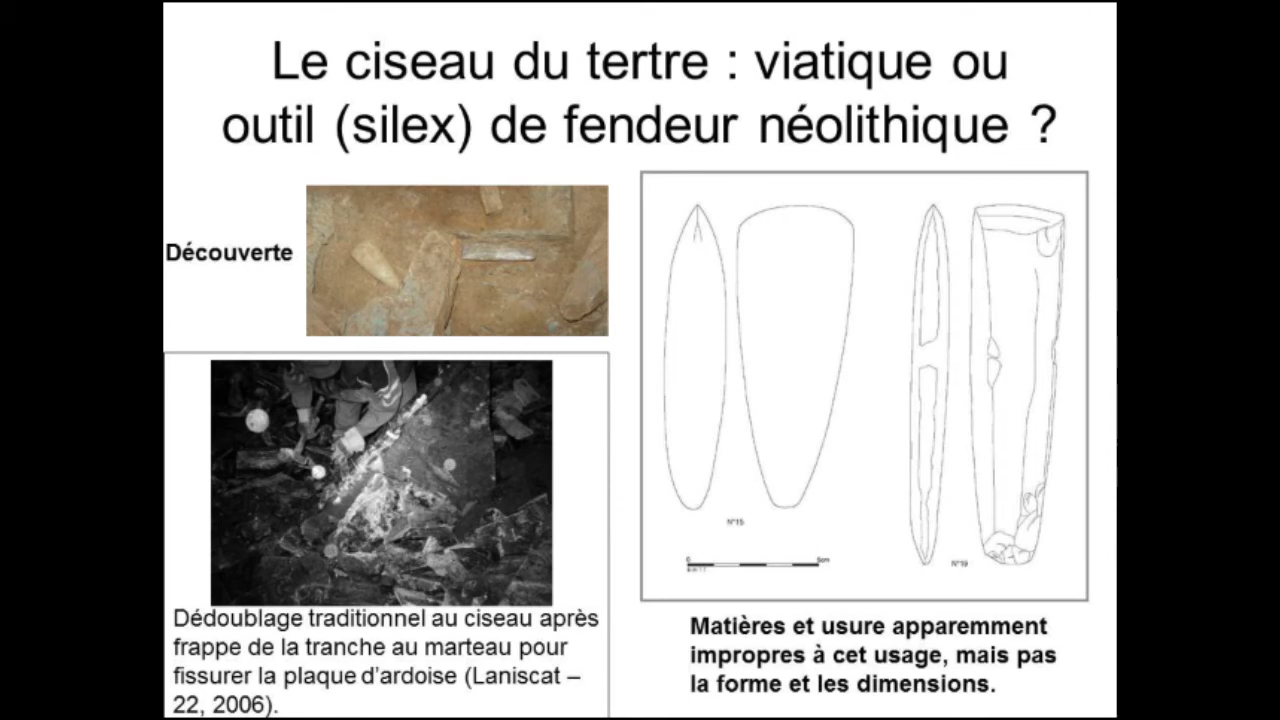 Le ciseau du tertre : viatique ou
outil (silex) de fendeur néolithique ?
Découverte
Dédoublage traditionnel au ciseau après
frappe de la tranche au marteau pour
fissurer la plaque d'ardoise (Laniscat –
22, 2006).
N°15
N°19
0
5cm
Matières et usure apparemment
impropres à cet usage, mais pas
la forme et les dimensions.